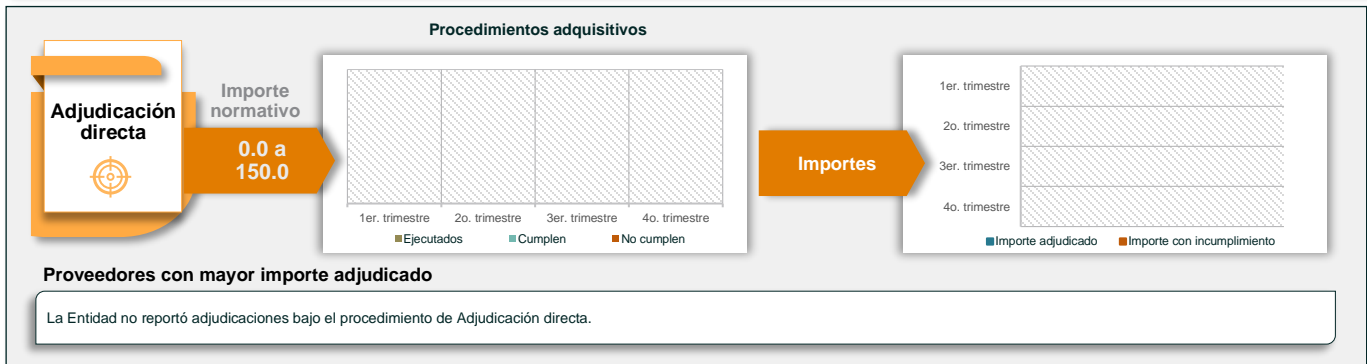 Procedimientos adquisitivos
Adjudicación
directa
Importe
normativo
0.0 a
150.0
1er. trimestre 2o. trimestre 3er. trimestre 4o. trimestre
Ejecutados Cumplen No cumplen
Importes
1er. trimestre
2o. trimestre
3er. trimestre
4o. trimestre
Importe adjudicado Importe con incumplimiento
Proveedores con mayor importe adjudicado
La Entidad no reportó adjudicaciones bajo el procedimiento de Adjudicación directa.